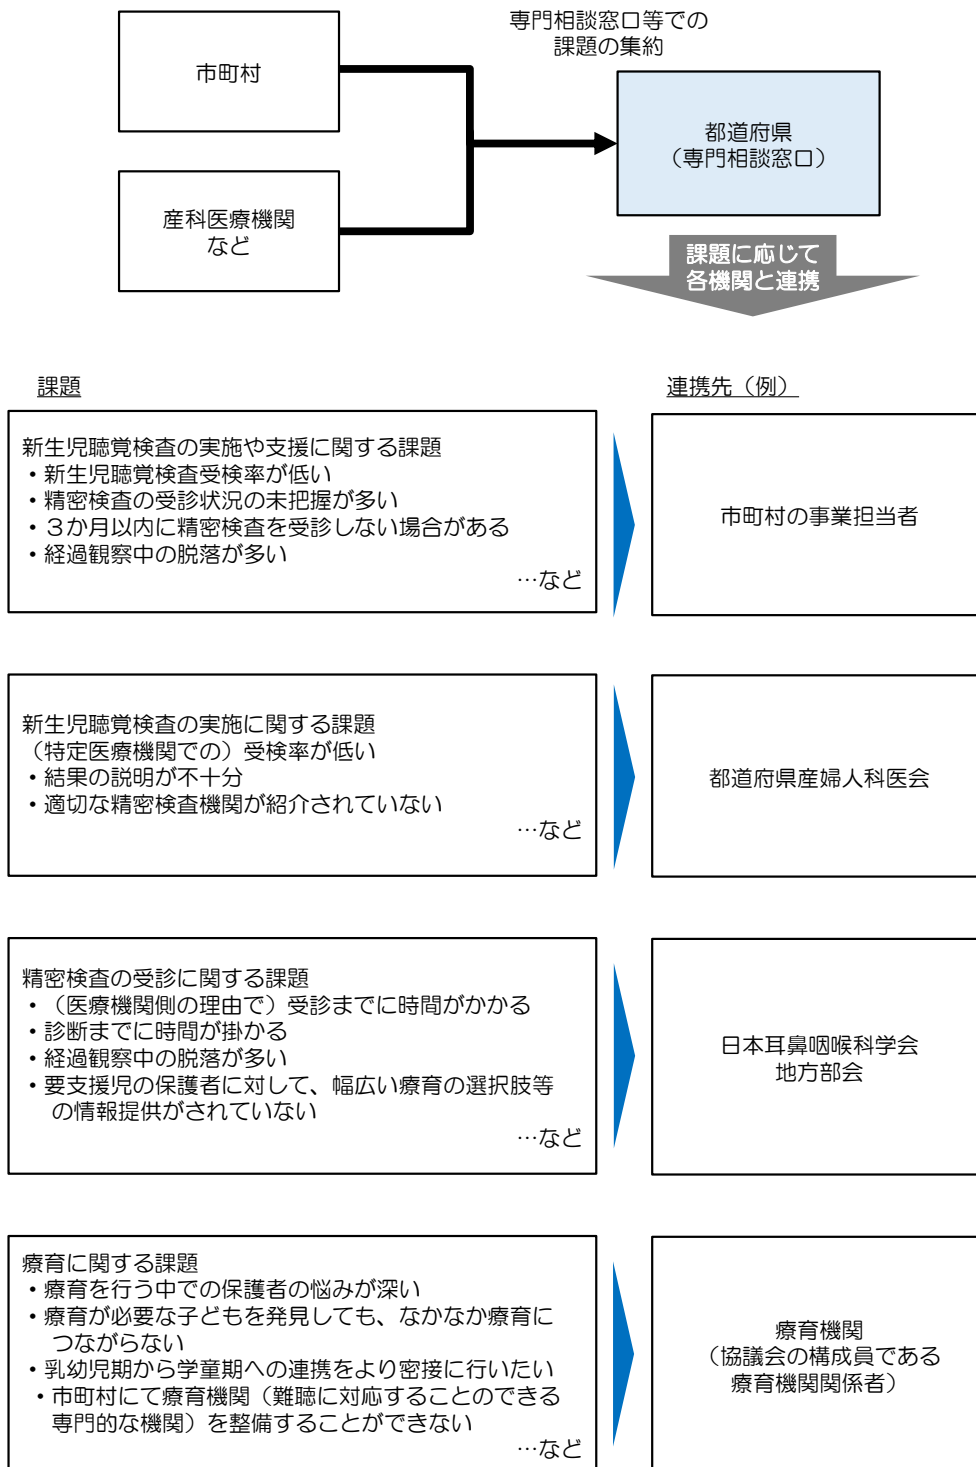 専門相談窓口等での
課題の集約
市町村
都道府県
（専門相談窓口）
産科医療機関
など
課題に応じて
各機関と連携
課題
連携先（例）
新生児聴覚検査の実施や支援に関する課題
・新生児聴覚検査受検率が低い
・精密検査の受診状況の未把握が多い
・３か月以内に精密検査を受診しない場合がある
・経過観察中の脱落が多い
…など
市町村の事業担当者
新生児聴覚検査の実施に関する課題
（特定医療機関での）受検率が低い
・結果の説明が不十分
・適切な精密検査機関が紹介されていない
…など
都道府県産婦人科医会
精密検査の受診に関する課題
・（医療機関側の理由で）受診までに時間がかかる
・診断までに時間が掛かる
・経過観察中の脱落が多い
・要支援児の保護者に対して、幅広い療育の選択肢等
の情報提供がされていない
…など
日本耳鼻咽喉科学会
地方部会
療育に関する課題
・療育を行う中での保護者の悩みが深い
・療育が必要な子どもを発見しても、なかなか療育に
つながらない
・乳幼児期から学童期への連携をより密接に行いたい
・市町村にて療育機関（難聴に対応することのできる
専門的な機関）を整備することができない
…など
療育機関
（協議会の構成員である
療育機関関係者）